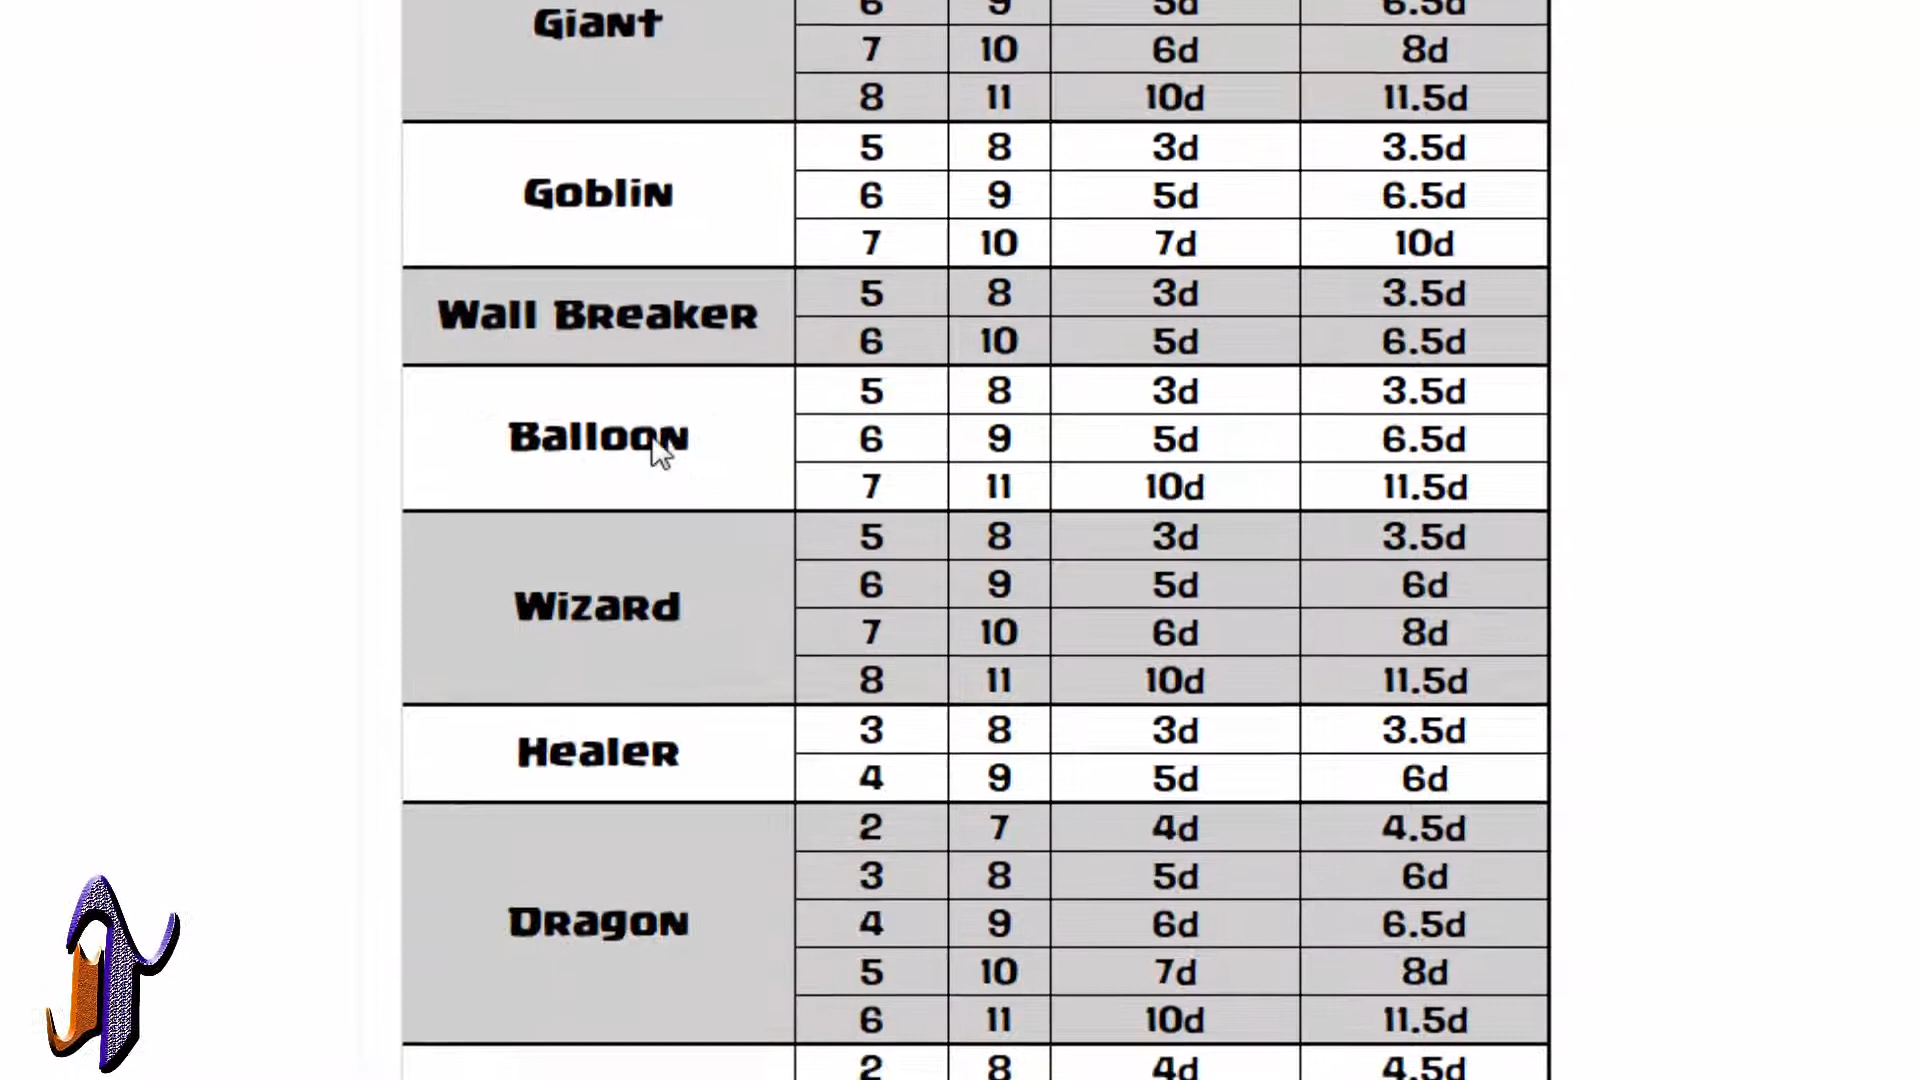 6 9 5d 6.5d
Giant
7 10 6d 8d
8 11 10d 11.5d
5 8 3d 3.5d
Goblin 6 9 5d 6.5d
7 10 7d 10d
Wall Breaker
5 8 3d 3.5d
6 10 5d 6.5d
5 8 3d 3.5d
Balloon 6 9 5d 6.5d
7 11 10d 11.5d
Wizard
5 8 3d 3.5d
6 9 5d 6d
7 10 6d 8d
8 11 10d 11.5d
Healer
3 8 3d 3.5d
4 9 5d 6d
2 7 4d 4.5d
3 8 5d 6d
Dragon 4 9 6d 6.5d
5 10 7d 8d
6 11 10d 11.5d
2 8 4d 4.5d